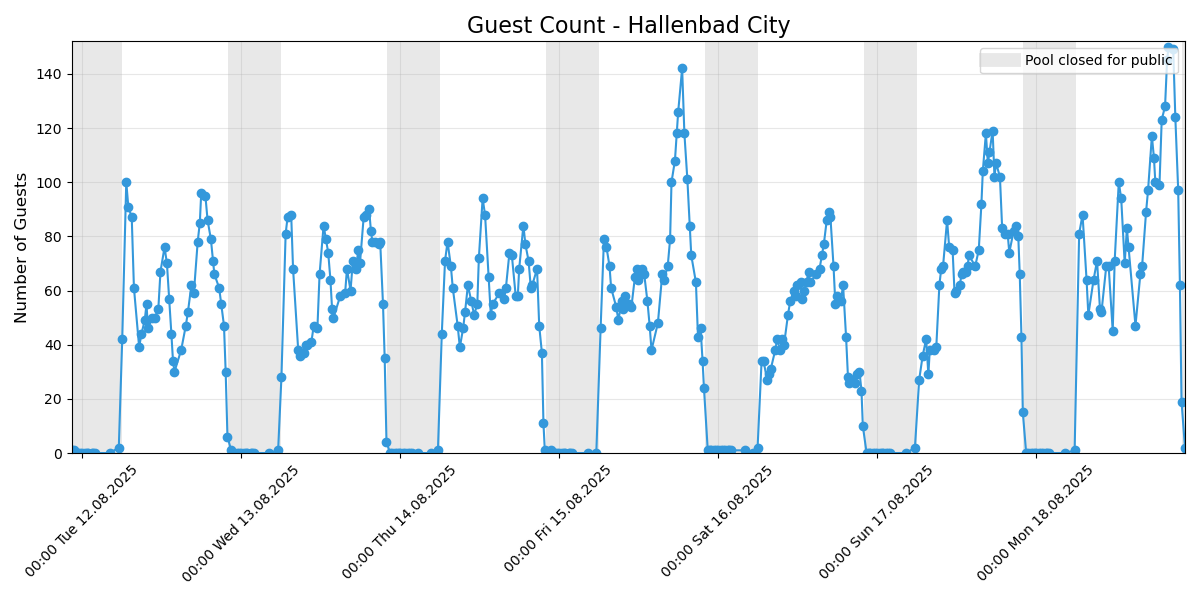 Guest Count - Hallenbad City
Pool closed for public
Number of Guests
140
120
100
80
60
40
20
0
00:00 Tue 12.08.2025
00:00 Wed 13.08.2025
00:00 Thu 14.08.2025
00:00 Fri 15.08.2025
00:00 Sat 16.08.2025
00:00 Sun 17.08.2025
00:00 Mon 18.08.2025